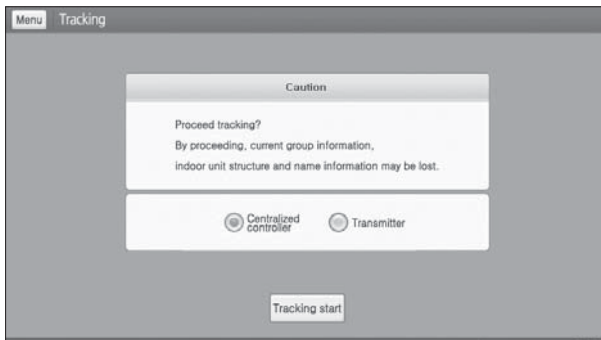 Menu Tracking
Caution
Proceed tracking?
By proceeding, current group information,
indoor unit structure and name information may be lost.
Centralized
controller
Transmitter
Tracking start